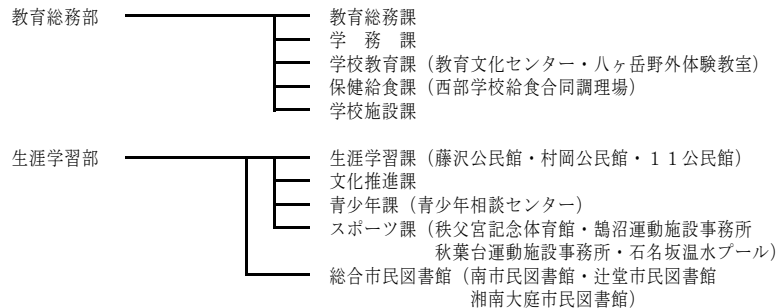 教育総務部 教育総務課
学　務　課
学校教育課（教育文化センター・八ヶ岳野外体験教室）
保健給食課（西部学校給食合同調理場）
学校施設課
生涯学習部 生涯学習課（藤沢公民館・村岡公民館・１１公民館）
文化推進課
青少年課（青少年相談センター）
スポーツ課（秩父宮記念体育館・鵠沼運動施設事務所
秋葉台運動施設事務所・石名坂温水プール）
総合市民図書館（南市民図書館・辻堂市民図書館
湘南大庭市民図書館）